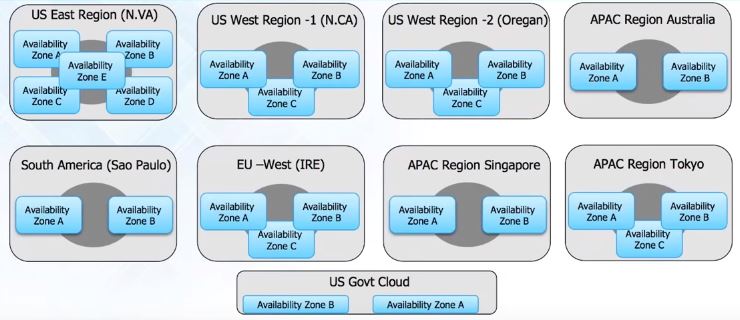 US East Region (N.VA)
Availability
Zone A
Availability
Zone B
Availability
Zone E
Availability
Zone C
Availability
Zone D
US West Region -1 (N.CA)
Availability
Zone A
Availability
Zone B
Availability
Zone C
US West Region -2 (Oregan)
Availability
Zone A
Availability
Zone B
Availability
Zone C
APAC Region Australia
Availability
Zone A
Availability
Zone B
South America (Sao Paulo)
Availability
Zone A
Availability
Zone B
EU –West (IRE)
Availability
Zone A
Availability
Zone B
Availability
Zone C
APAC Region Singapore
Availability
Zone A
Availability
Zone B
APAC Region Tokyo
Availability
Zone A
Availability
Zone B
Availability
Zone C
US Govt Cloud
Availability Zone B
Availability Zone A